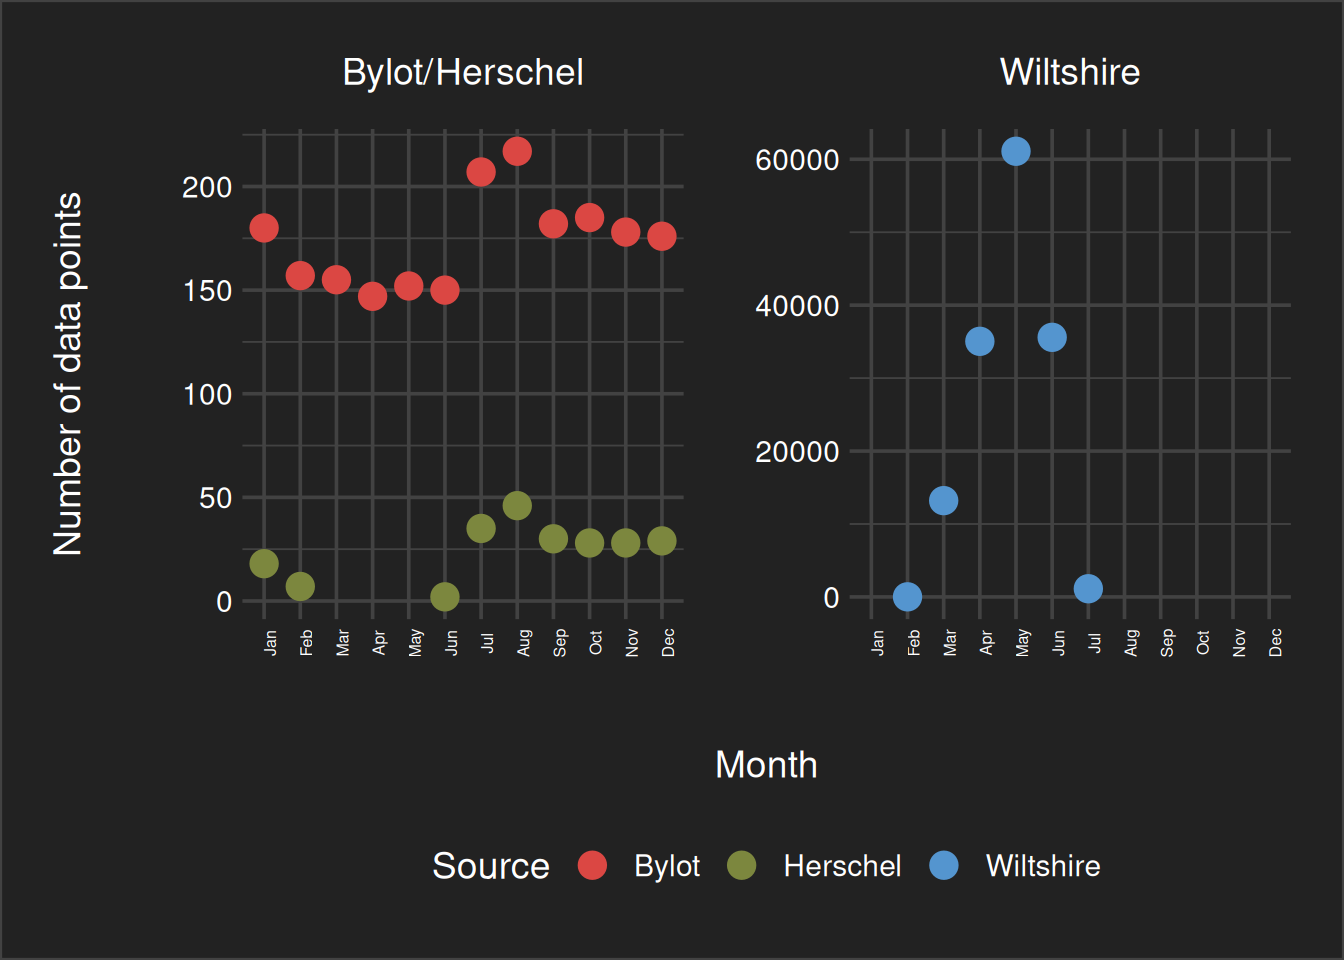 Bylot/Herschel
Wiltshire
Number of data points
200
150
100
50
0
Jan
Feb
Mar
Apr
May
Jun
Jul
Aug
Sep
Oct
Nov
Dec
60000
40000
20000
0
Jan
Feb
Mar
Apr
May
Jun
Jul
Aug
Sep
Oct
Nov
Dec
Month
Source Bylot Herschel Wiltshire